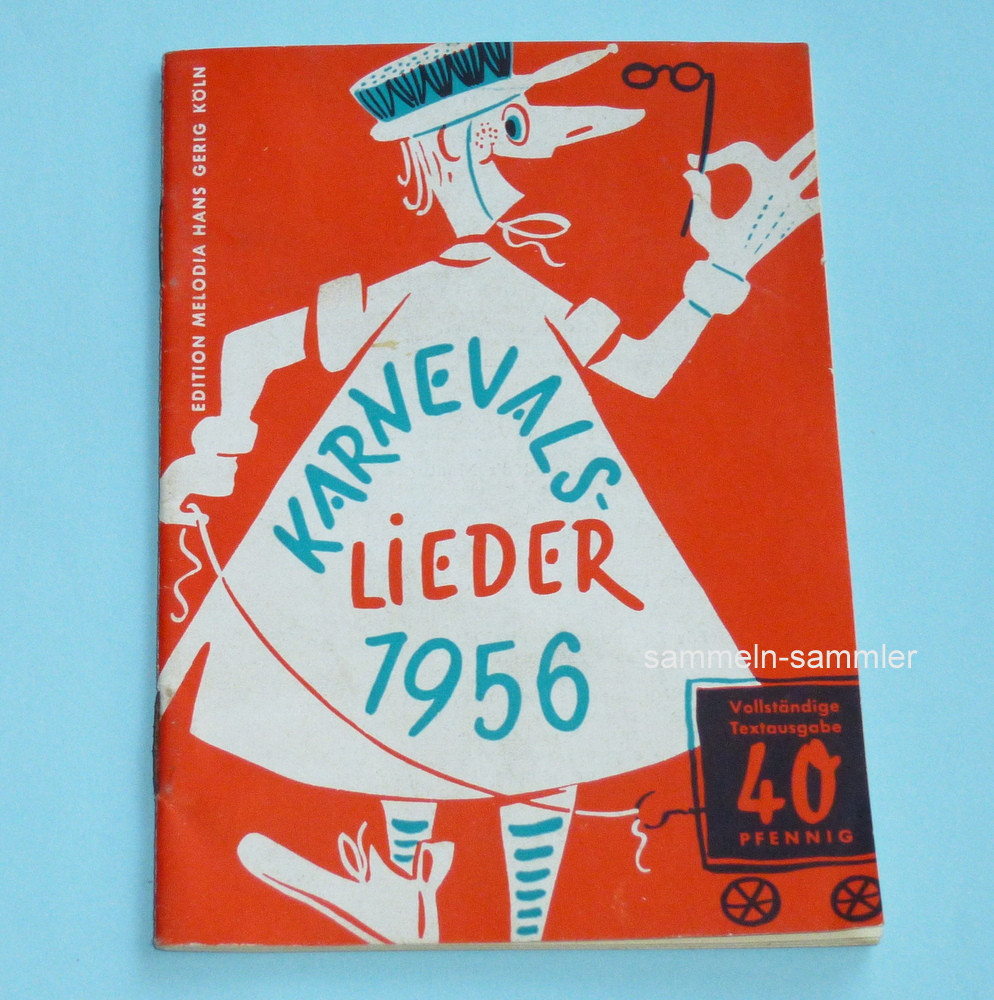 EDITION MELODIA HANS GERIG KÖLN
KARNEVALS-
LiEDER
1956
sammeln-sammler
Vollständige
Textausgabe
40
PFENNIG